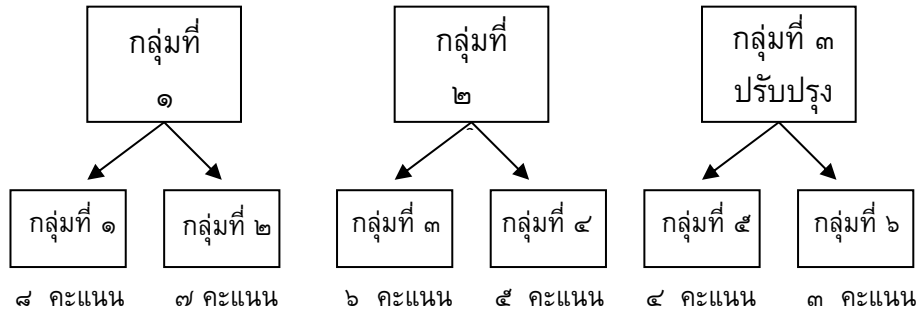 กลุ่มที่
๑
กลุ่มที่
๒
กลุ่มที่ ๓
ปรับปรุง
กลุ่มที่ ๑
กลุ่มที่ ๒
กลุ่มที่ ๓
กลุ่มที่ ๔
กลุ่มที่ ๕
กลุ่มที่ ๖
๘ คะแนน
๗ คะแนน
๖ คะแนน
๕ คะแนน
๔ คะแนน
๓ คะแนน